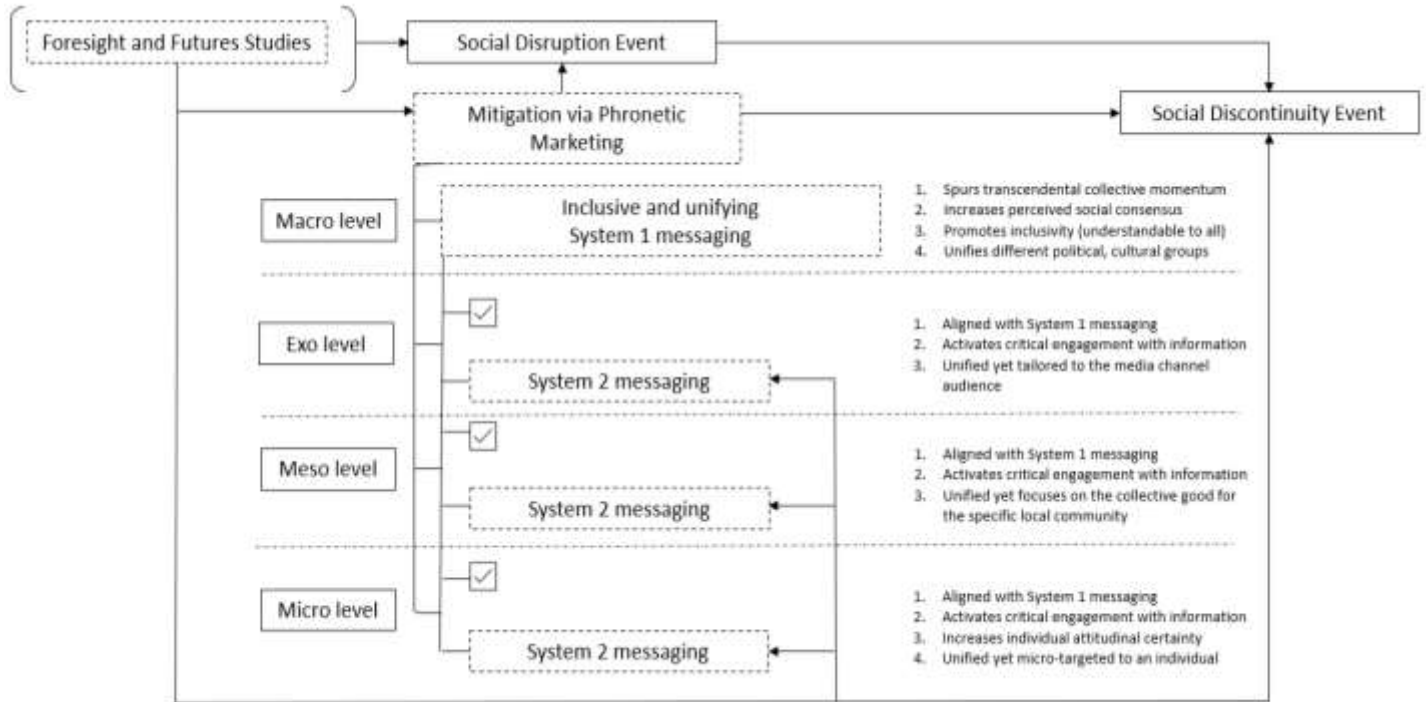 Foresight and Futures Studies
Social Disruption Event
Mitigation via Phronetic
Marketing
Social Discontinuity Event
Macro level
Inclusive and unifying
System 1 messaging
1. Spurs transcendental collective momentum
2. Increases perceived social consensus
3. Promotes inclusivity (understandable to all)
4. Unifies different political, cultural groups
Exo level
System 2 messaging
1. Aligned with System 1 messaging
2. Activates critical engagement with information
3. Unified yet tailored to the media channel
audience
Meso level
System 2 messaging
1. Aligned with System 1 messaging
2. Activates critical engagement with information
3. Unified yet focuses on the collective good for
the specific local community
Micro level
System 2 messaging
1. Aligned with System 1 messaging
2. Activates critical engagement with information
3. Increases individual attitudinal certainty
4. Unified yet micro-targeted to an individual